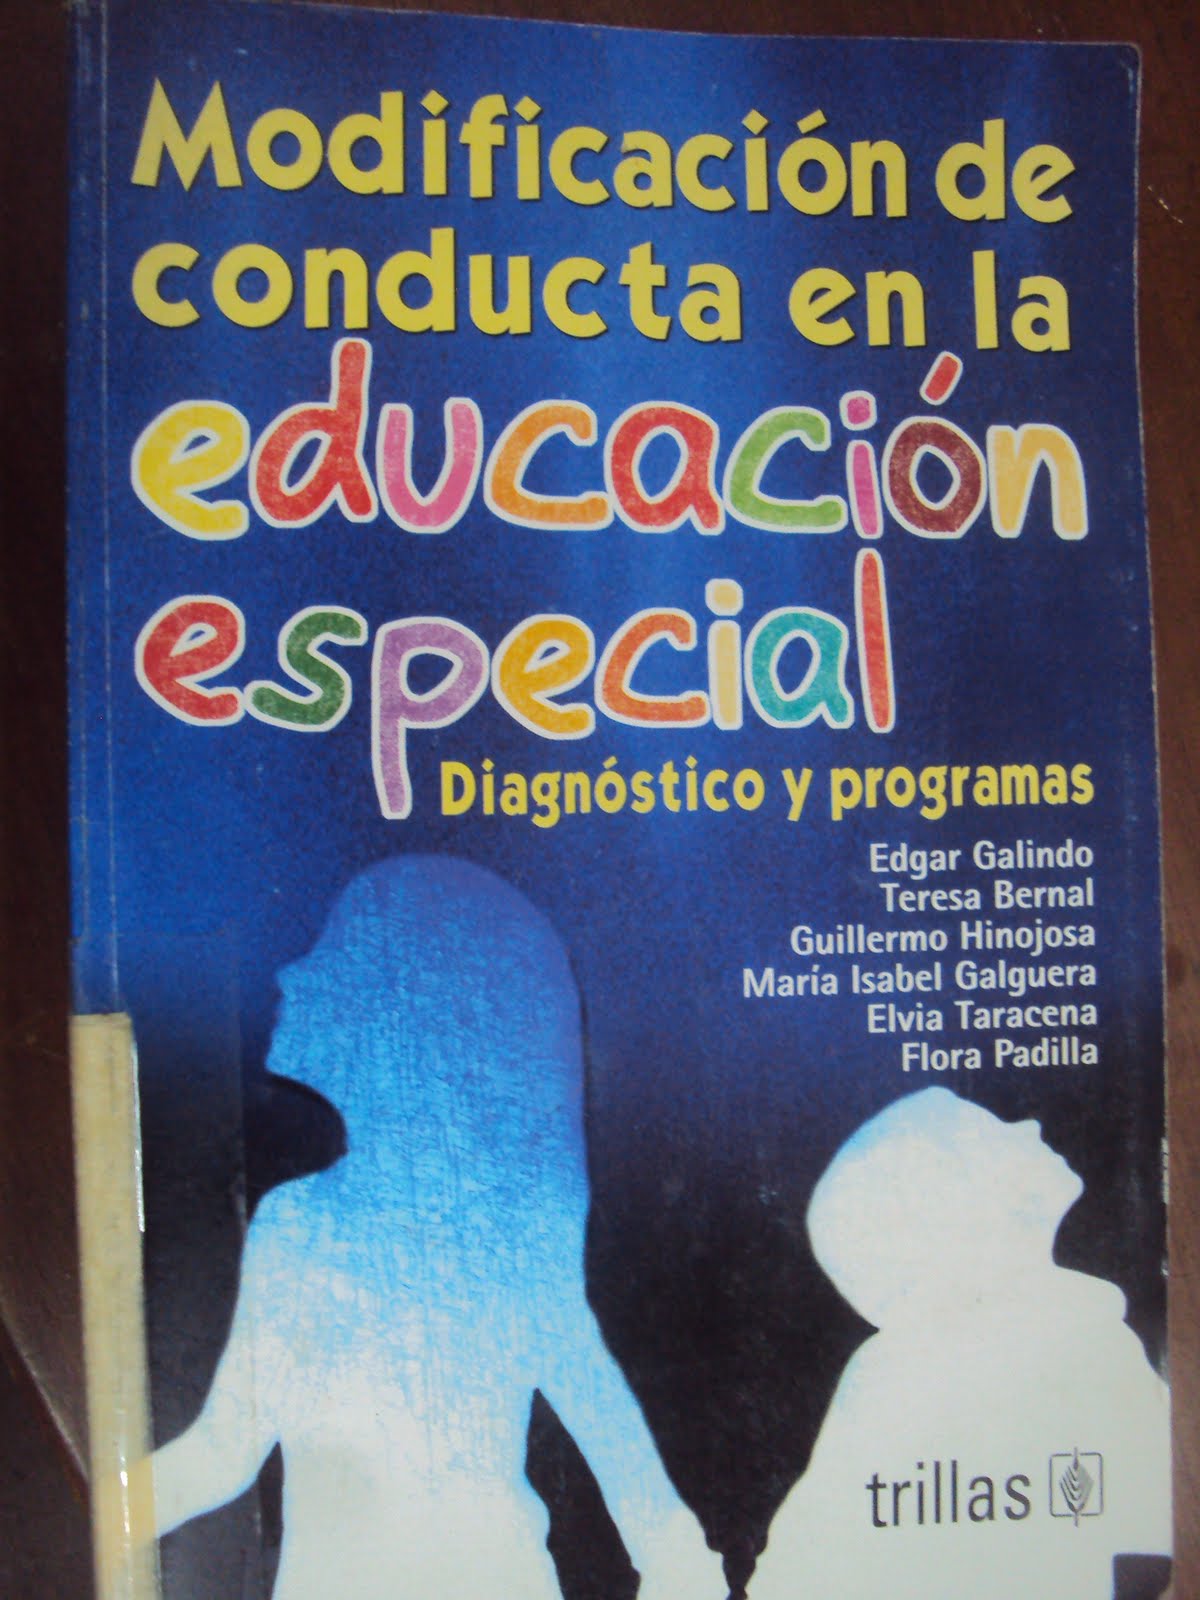 Modificación de
conducta en la
educación
especial
Diagnóstico y programas
Edgar Galindo
Teresa Bernal
Guillermo Hinojosa
María Isabel Galguera
Elvia Taracena
Flora Padilla
trillas